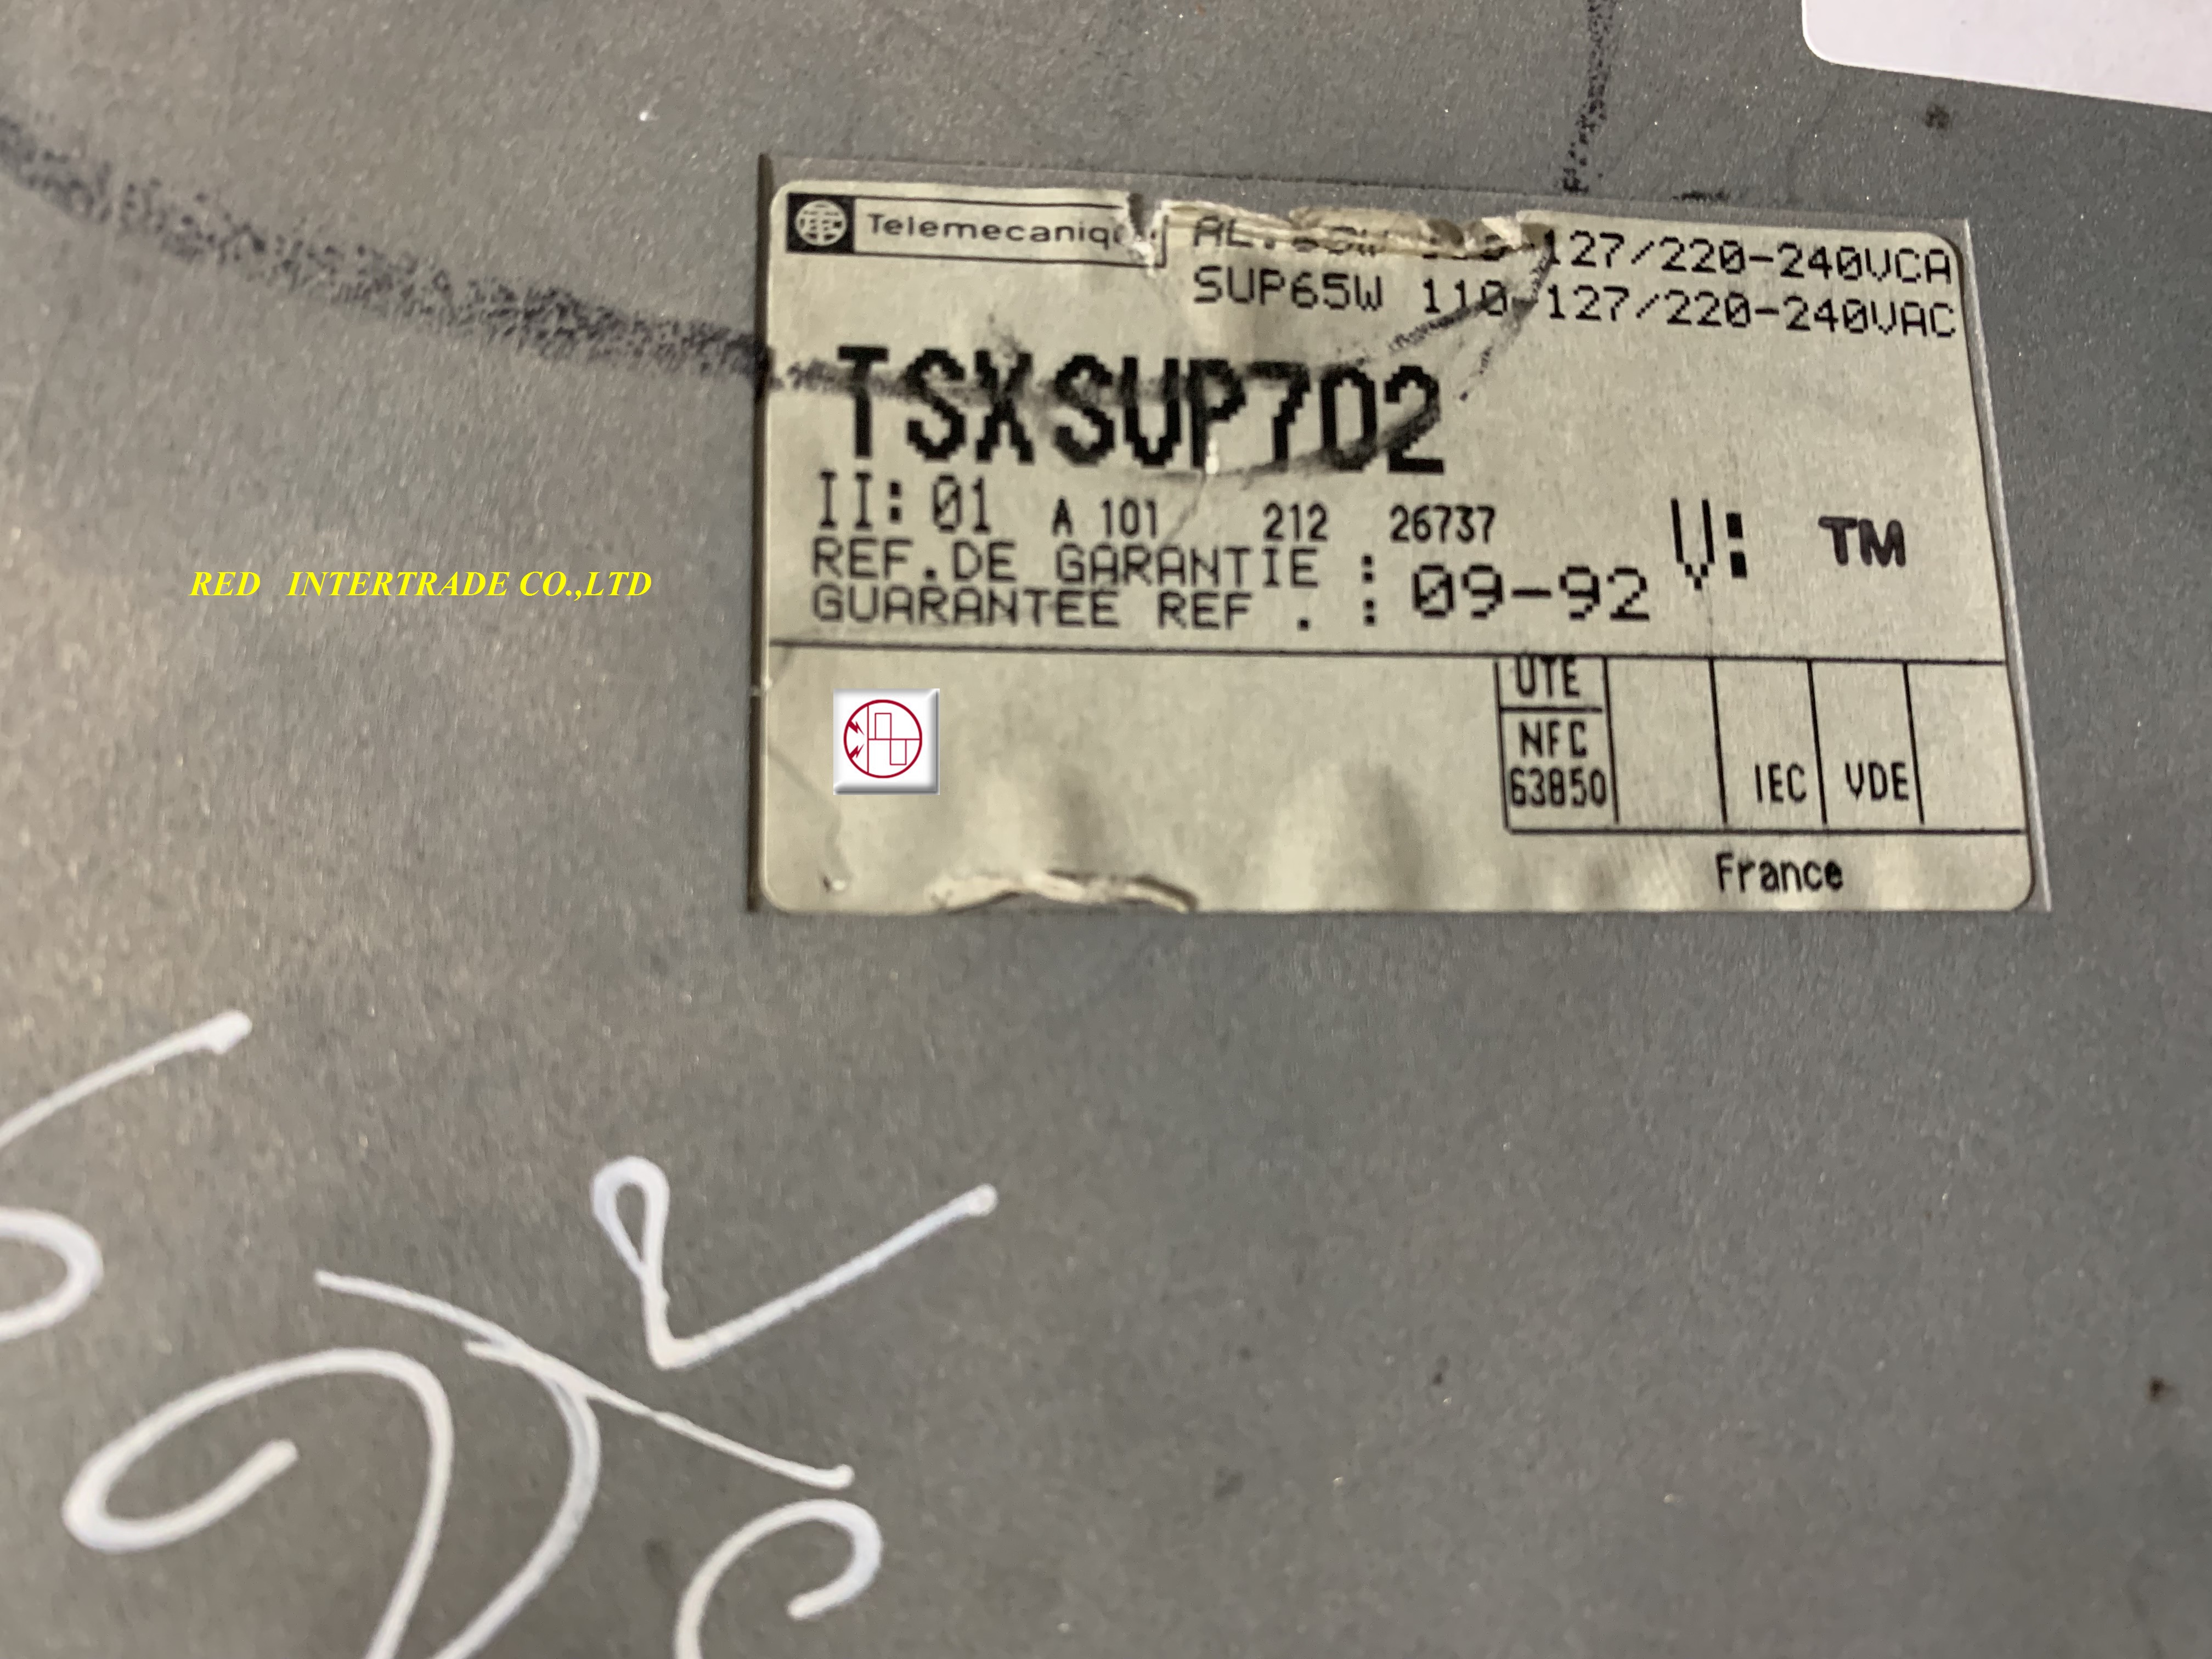 Telemecaniq
127/220-240VCA
SUP65W 110-127/220-240VAC
TSXSUP702
II: 01 A 101 212 26737 V: TM
REF.DE GARANTIE :
GUARANTEE REF . : 09-92
RED INTERTRADE CO.,LTD
UTE
NFC
63850
IEC VDE
France